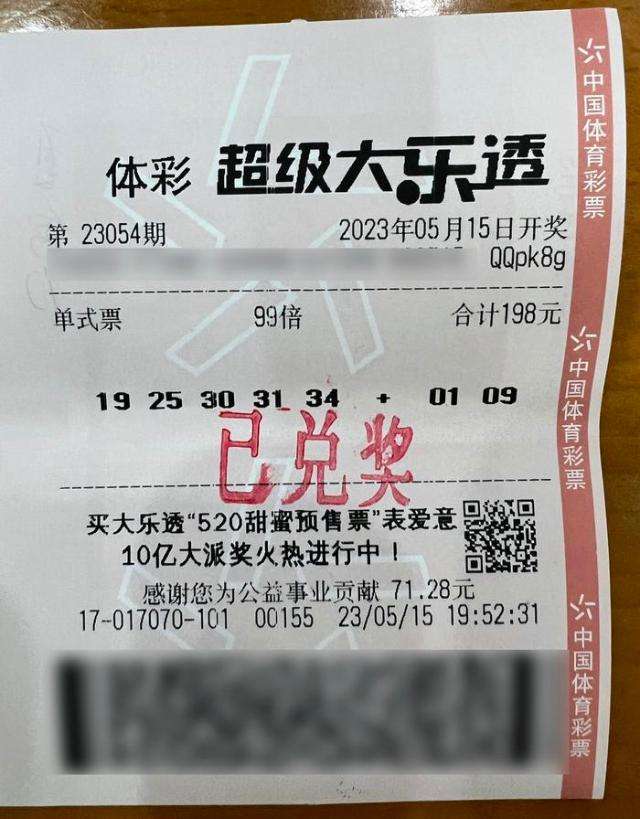 体彩 超级大乐透
第 23054期 2023年05月15日开奖
QQpk8g
单式票 99倍 合计198元
19 25 30 31 34 + 01 09
已兑奖
买大乐透“520甜蜜预售票”表爱意
10亿大派奖火热进行中！
感谢您为公益事业贡献 71.28元
17-017070-101 00155 23/05/15 19:52:31
中国体育彩票
中国体育彩票
中国体育彩票